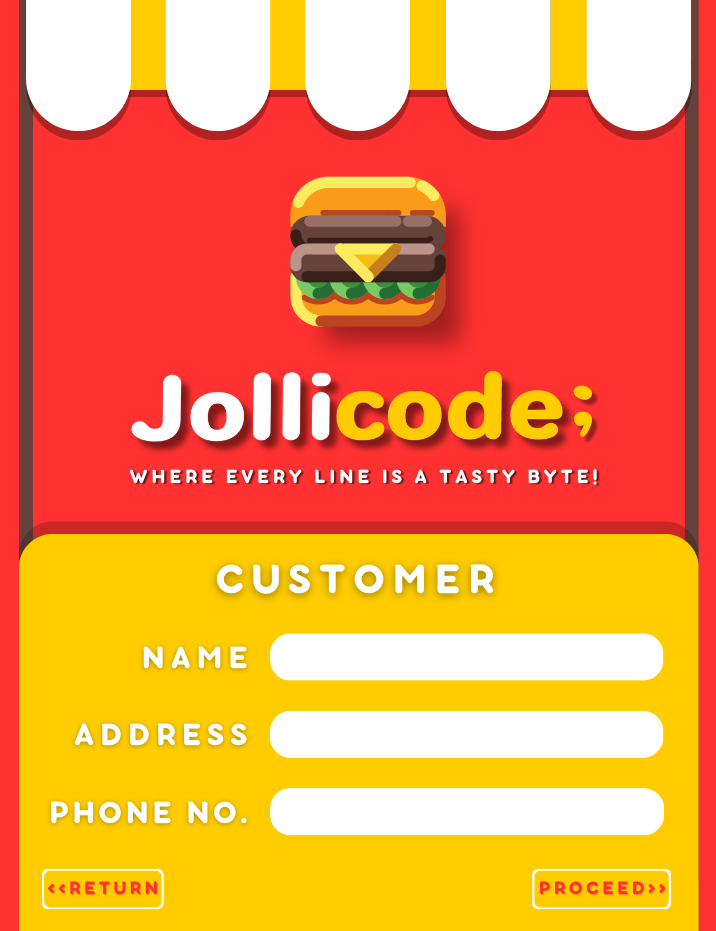 Jollicode;
WHERE EVERY LINE IS A TASTY BYTE!
CUSTOMER
NAME
ADDRESS
PHONE NO.
<<RETURN
PROCEED>>